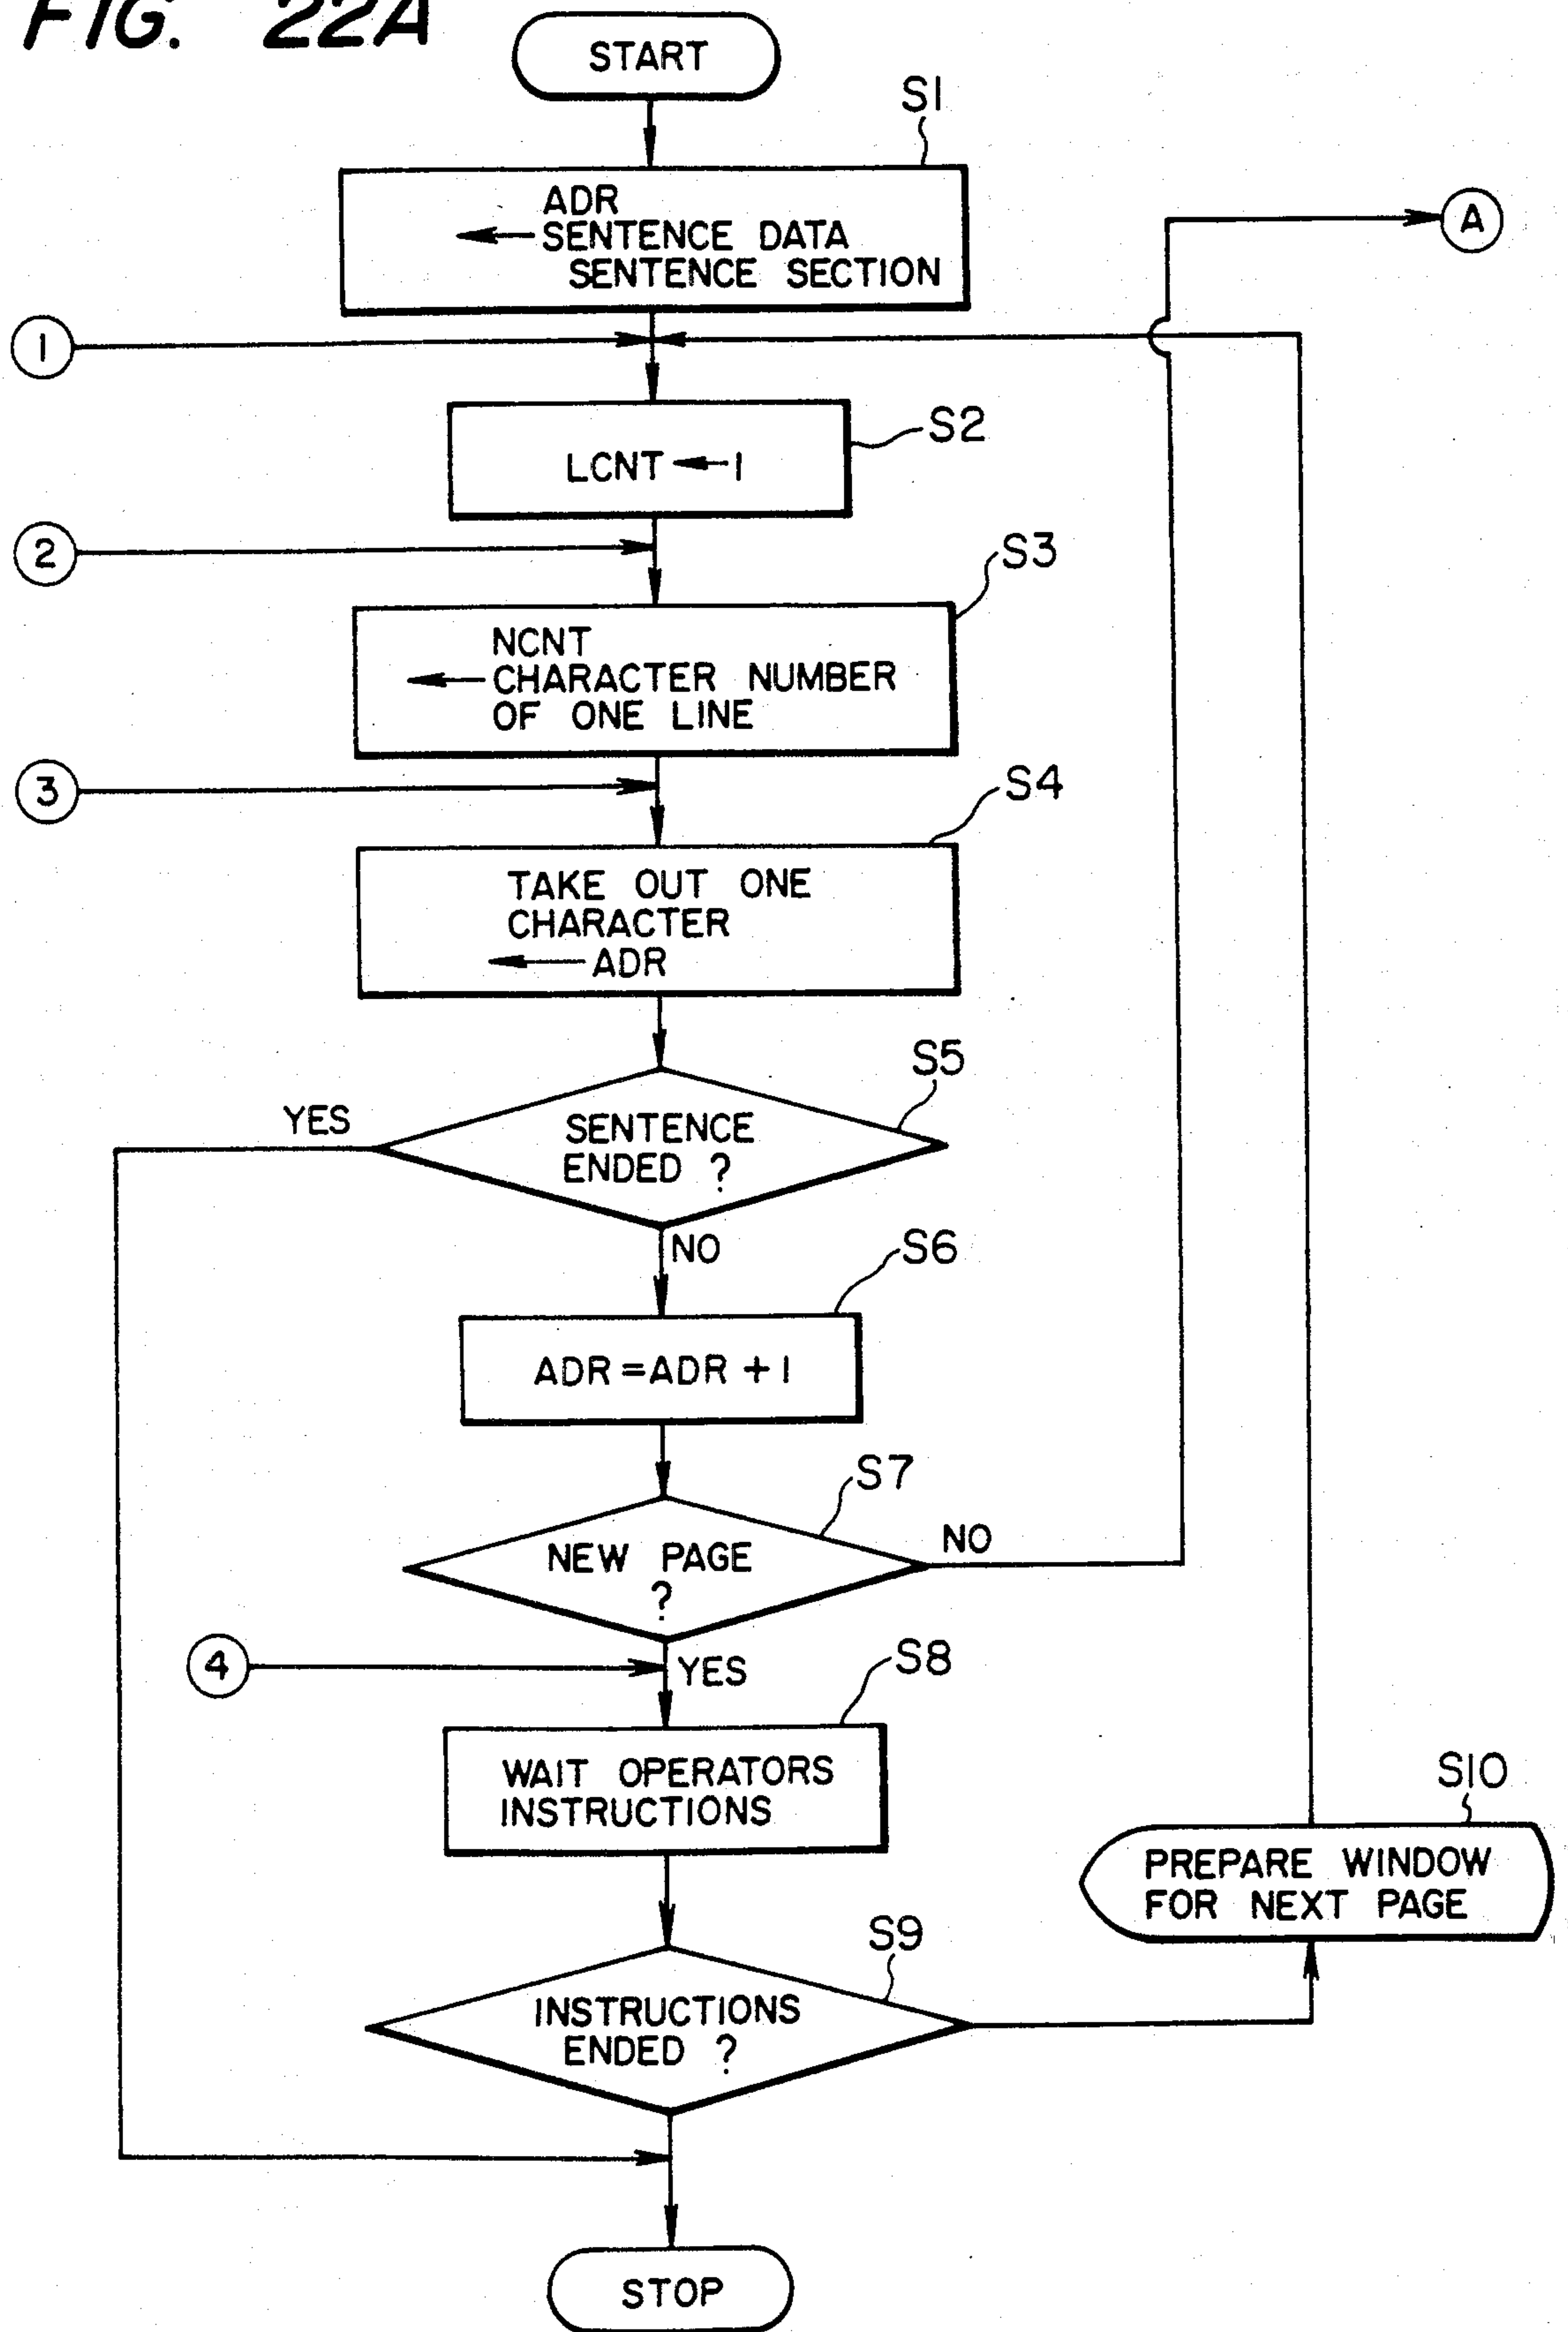 FIG. 22A
START
S1
ADR
←SENTENCE DATA
SENTENCE SECTION
A
1
S2
LCNT←1
2
S3
NCNT
←CHARACTER NUMBER
OF ONE LINE
3
S4
TAKE OUT ONE
CHARACTER
←ADR
S5
YES
SENTENCE
ENDED ?
NO
S6
ADR=ADR+1
S7
NEW PAGE
?
NO
4
YES
S8
WAIT OPERATORS
INSTRUCTIONS
S10
PREPARE WINDOW
FOR NEXT PAGE
S9
INSTRUCTIONS
ENDED ?
STOP